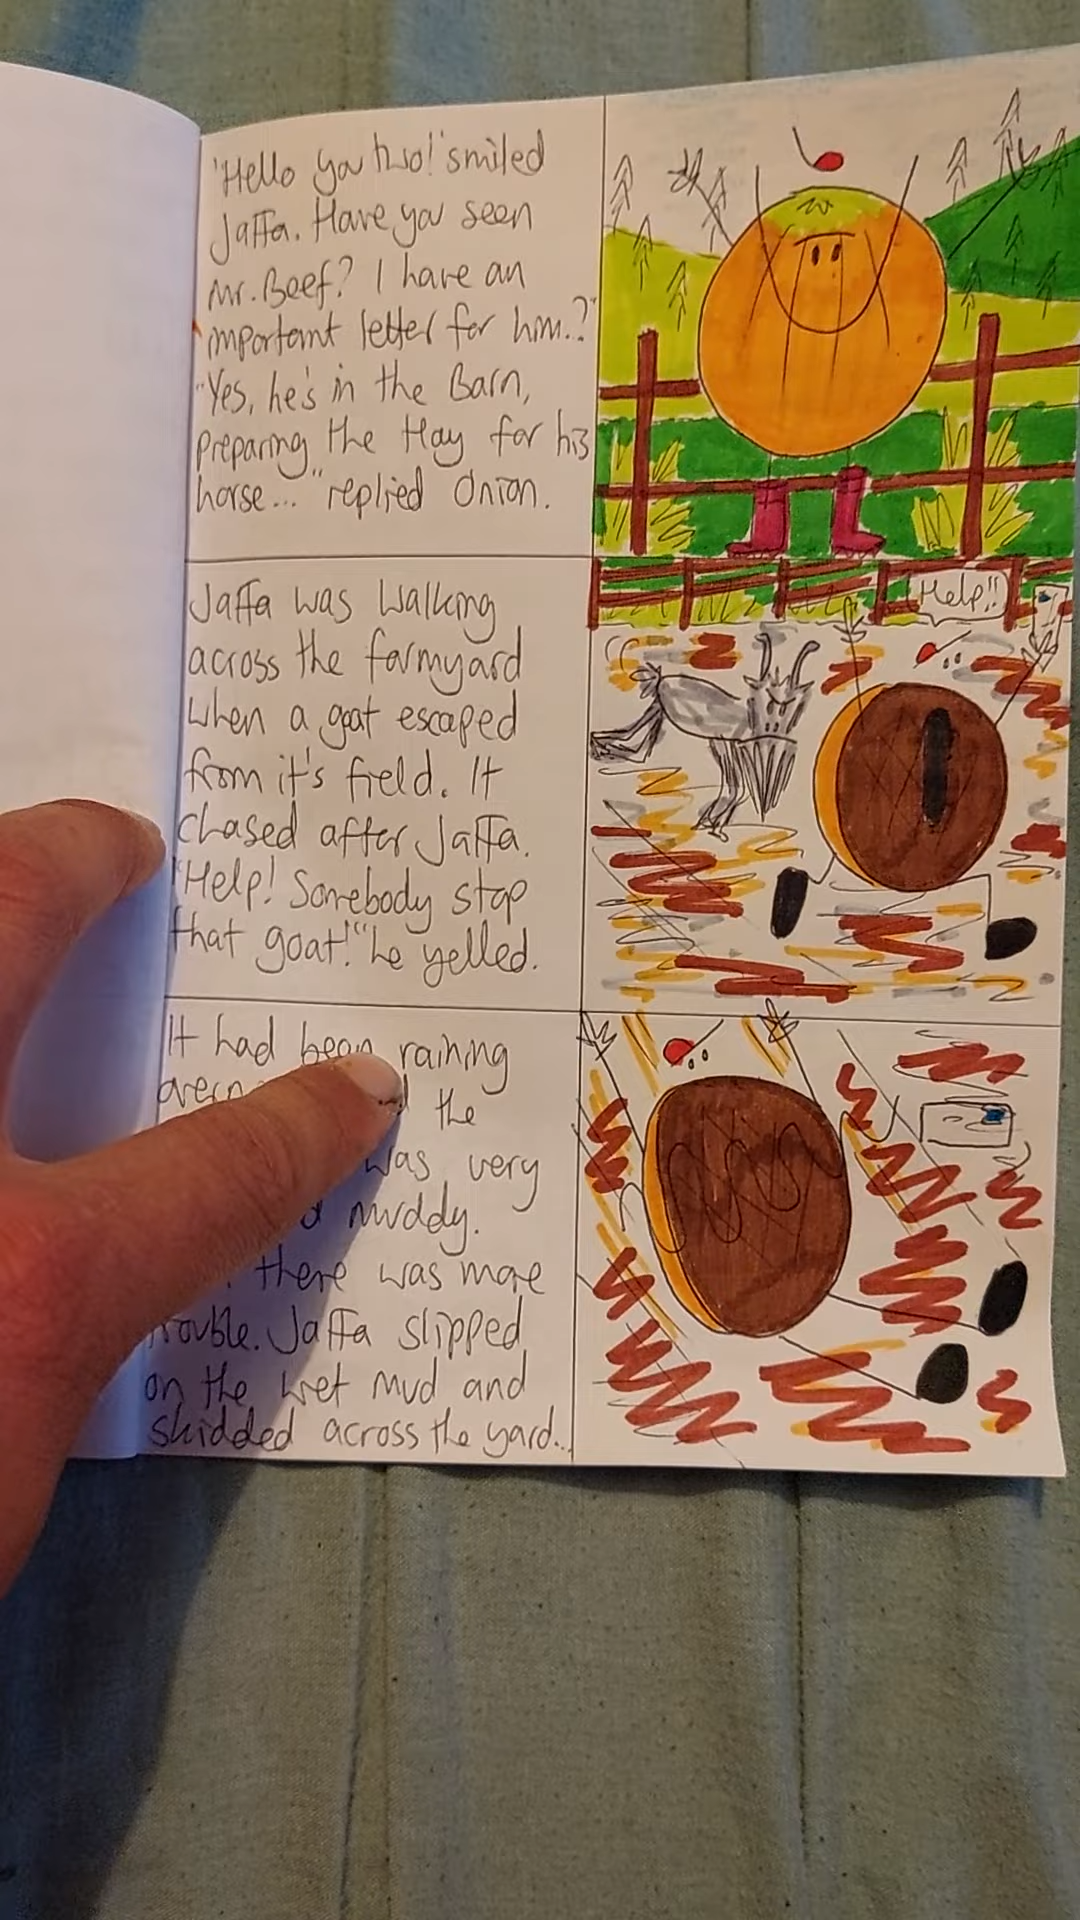 'Hello you two!' smiled
Jaffa. Have you seen
Mr. Beef? I have an
important letter for him.?"
"Yes, he's in the Barn,
preparing the Hay for his
horse..." replied Onion.
Jaffa was walking
across the farmyard
when a goat escaped
from it's field. It
chased after Jaffa.
"Help! Somebody stop
that goat!" he yelled.
Help!!
It had been raining
the
was very
muddy.
there was more
trouble. Jaffa slipped
on the wet mud and
skidded across the yard...